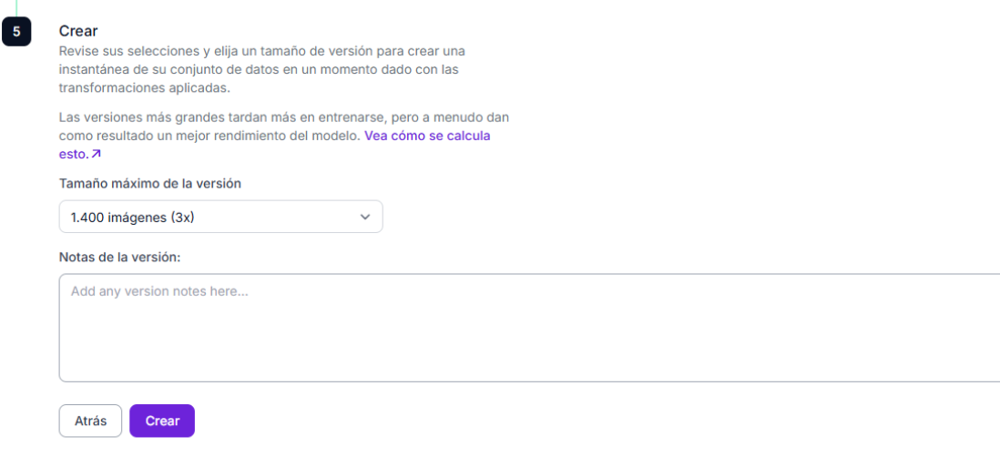 5
Crear
Revise sus selecciones y elija un tamaño de versión para crear una
instantánea de su conjunto de datos en un momento dado con las
transformaciones aplicadas.
Las versiones más grandes tardan más en entrenarse, pero a menudo dan
como resultado un mejor rendimiento del modelo. Vea cómo se calcula
esto.
Tamaño máximo de la versión
1.400 imágenes (3x)
Notas de la versión:
Add any version notes here...
Atrás Crear